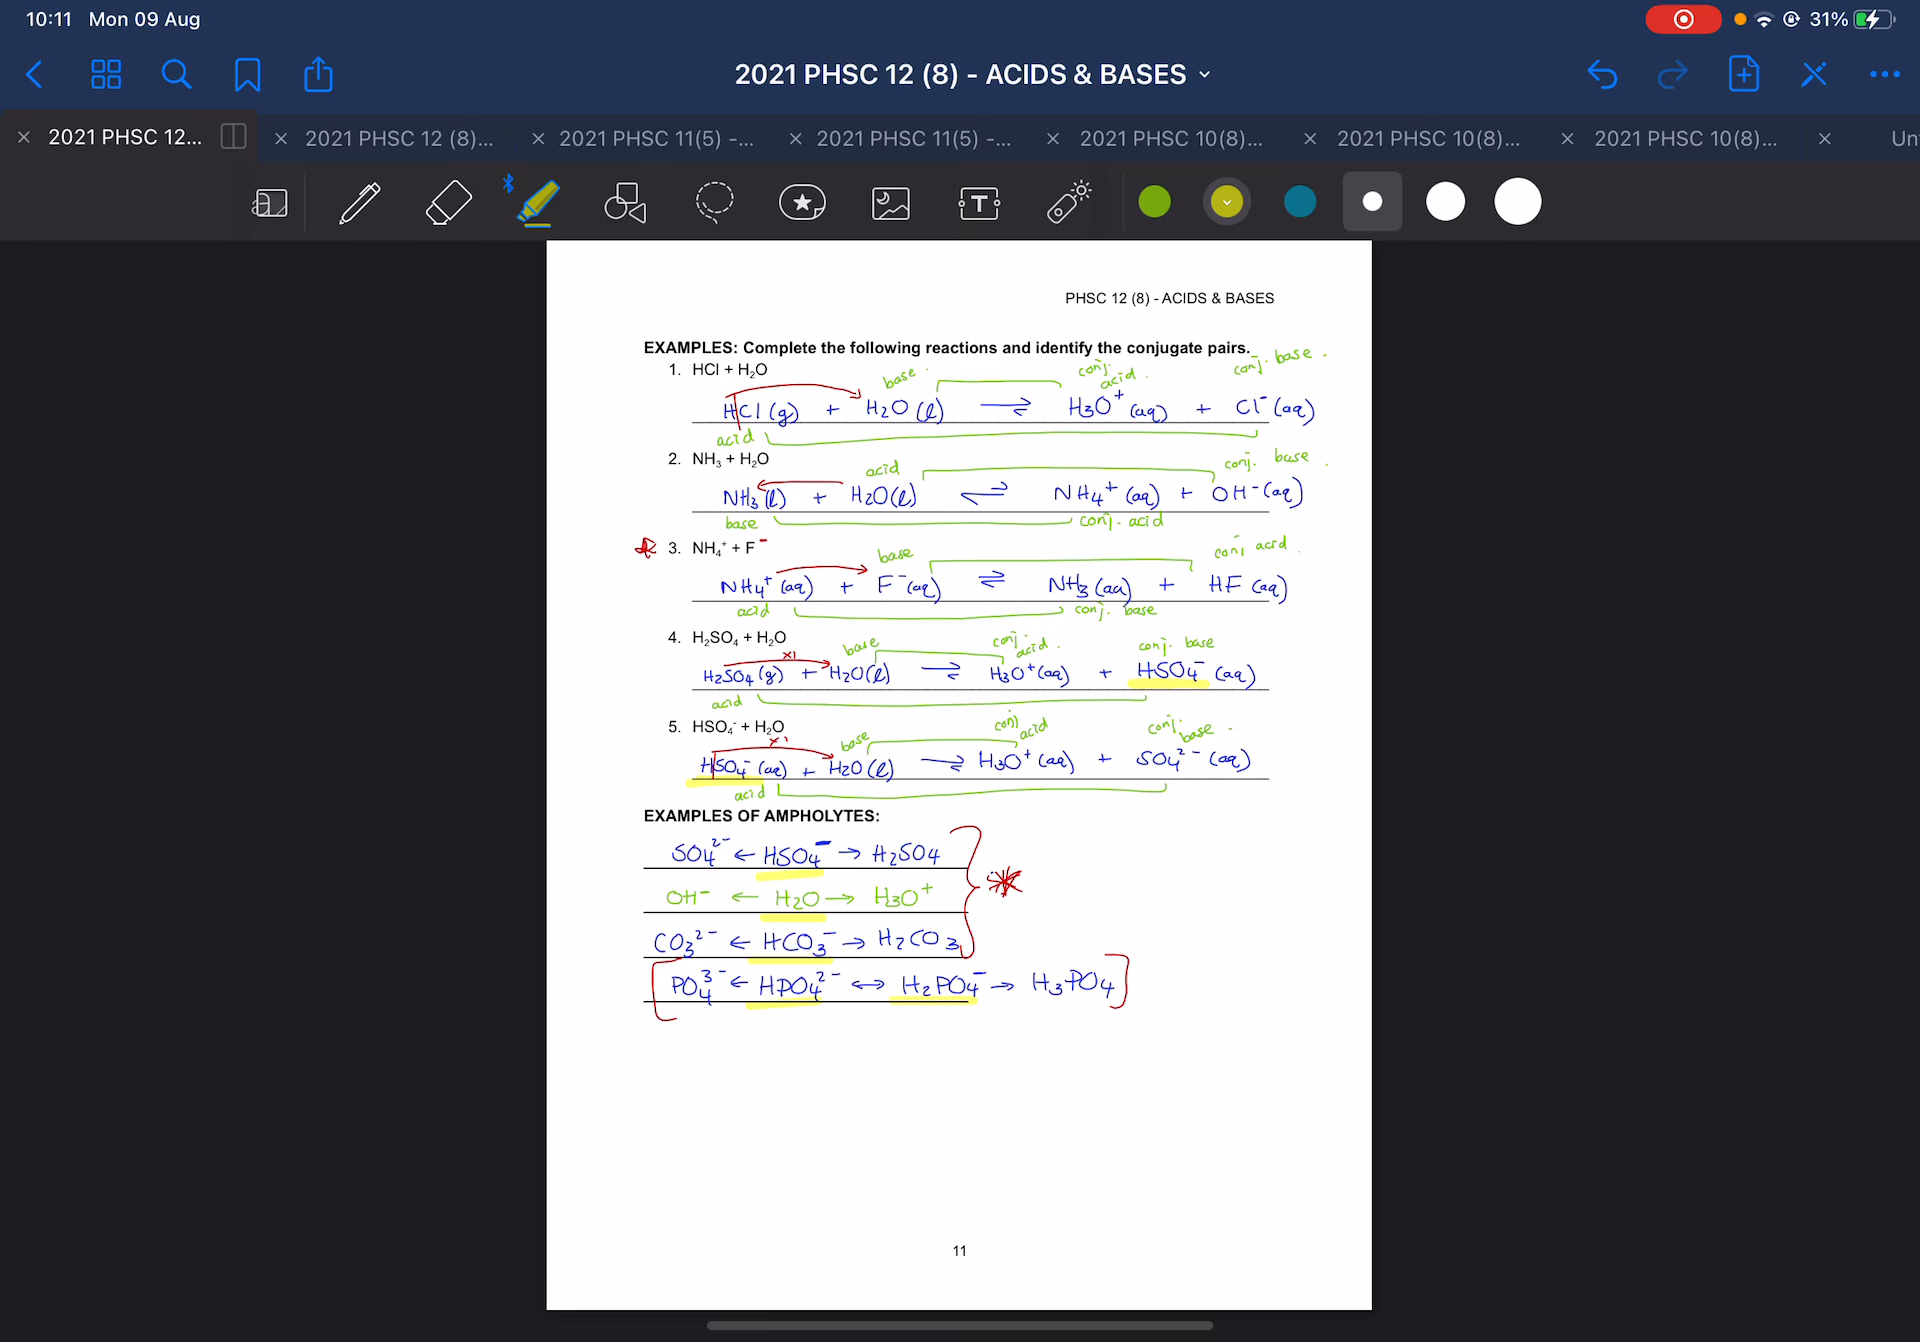 10:11 Mon 09 Aug 31%
2021 PHSC 12 (8) - ACIDS & BASES
2021 PHSC 12... 2021 PHSC 12 (8)... 2021 PHSC 11(5) -... 2021 PHSC 11(5) -... 2021 PHSC 10(8)... 2021 PHSC 10(8)... 2021 PHSC 10(8)... Un
PHSC 12 (8) - ACIDS & BASES
EXAMPLES: Complete the following reactions and identify the conjugate pairs.
1. HCl + H₂O
base. conj. acid. conj. base.
HCl (g) + H₂O (l) ⇌ H₃O⁺ (aq) + Cl⁻ (aq)
acid
2. NH₃ + H₂O
acid conj. base.
NH₃ (l) + H₂O(l) ⇌ NH₄⁺ (aq) + OH⁻(aq)
base conj. acid
3. NH₄⁺ + F⁻
base conj acid.
NH₄⁺ (aq) + F⁻(aq) ⇌ NH₃ (aq) + HF (aq)
acid conj. base
4. H₂SO₄ + H₂O
x1 base conj. acid. conj. base
H₂SO₄ (g) + H₂O(l) ⇌ H₃O⁺(aq) + HSO₄⁻ (aq)
acid
5. HSO₄⁻ + H₂O
x1 base conj acid conj. base.
HSO₄⁻ (aq) + H₂O (l) ⇌ H₃O⁺ (aq) + SO₄²⁻ (aq)
acid
EXAMPLES OF AMPHOLYTES:
SO₄²⁻ ← HSO₄⁻ → H₂SO₄
OH⁻ ← H₂O → H₃O⁺
CO₃²⁻ ← HCO₃⁻ → H₂CO₃
[PO₄³⁻ ← HPO₄²⁻ ↔ H₂PO₄⁻ → H₃PO₄]
11